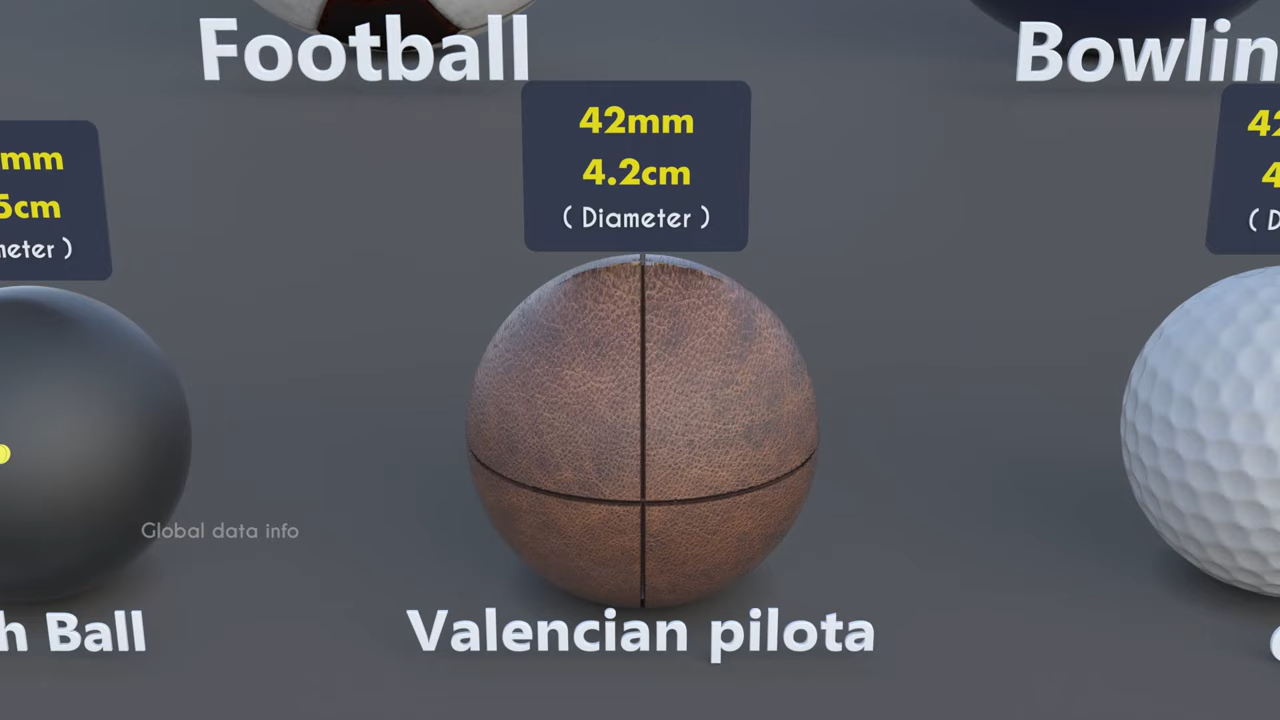 Football
Bowlin
42mm
4.2cm
( Diameter )
mm
5cm
meter )
42
4
( D
Global data info
h Ball
Valencian pilota